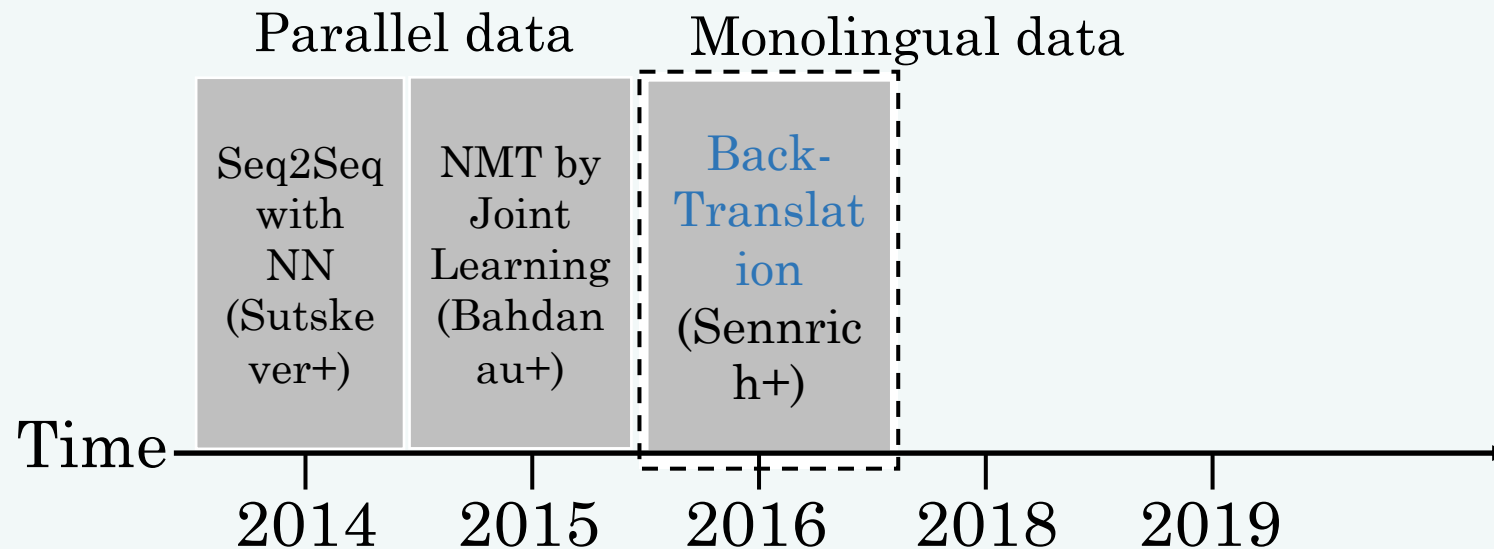 Parallel data
Monolingual data
Seq2Seq
with
NN
(Sutske
ver+)
NMT by
Joint
Learning
(Bahdan
au+)
Back-
Translat
ion
(Sennric
h+)
Time
2014
2015
2016
2018
2019